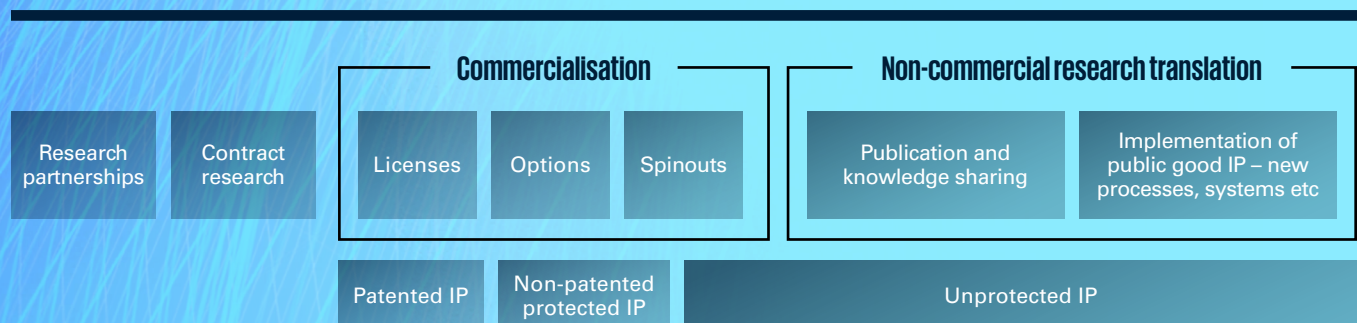 Commercialisation
Non-commercial research translation
Research
partnerships
Contract
research
Licenses
Options
Spinouts
Publication and
knowledge sharing
Implementation of
public good IP – new
processes, systems etc
Patented IP
Non-patented
protected IP
Unprotected IP